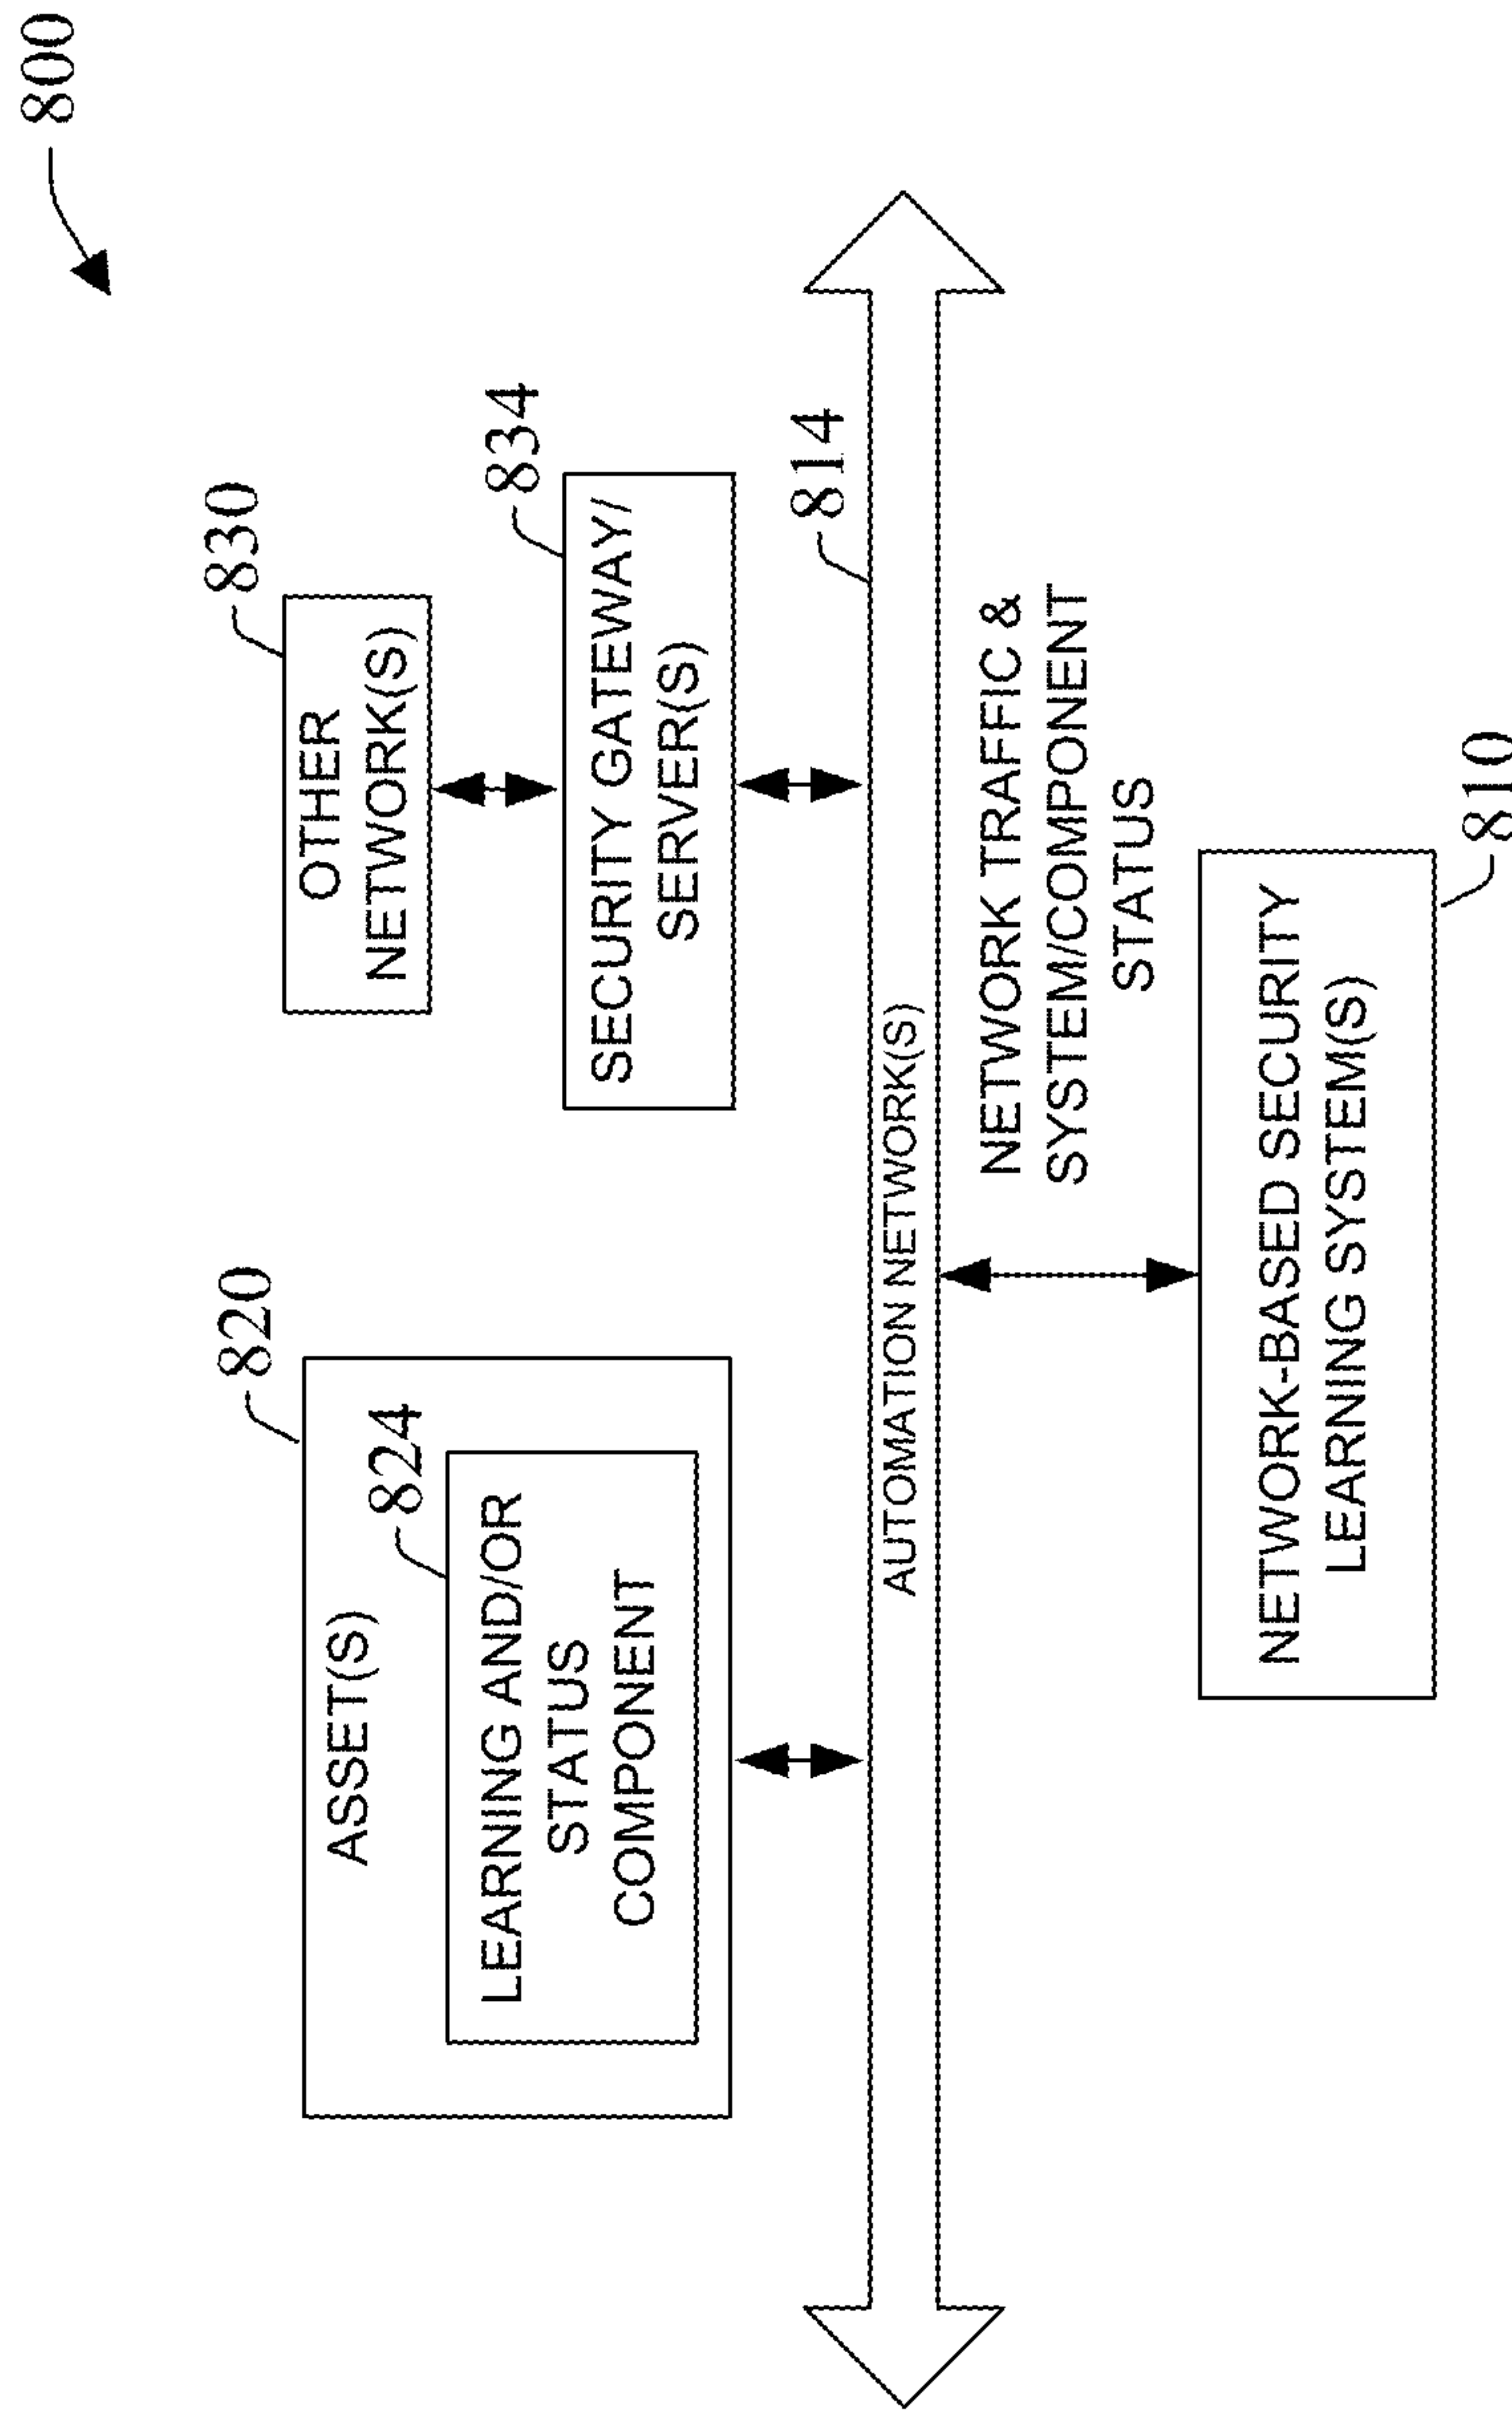 800
820
ASSET(S)
824
LEARNING AND/OR
STATUS
COMPONENT
830
OTHER
NETWORK(S)
834
SECURITY GATEWAY/
SERVER(S)
814
AUTOMATION NETWORK(S)
NETWORK TRAFFIC &
SYSTEM/COMPONENT
STATUS
NETWORK-BASED SECURITY
LEARNING SYSTEM(S)
810